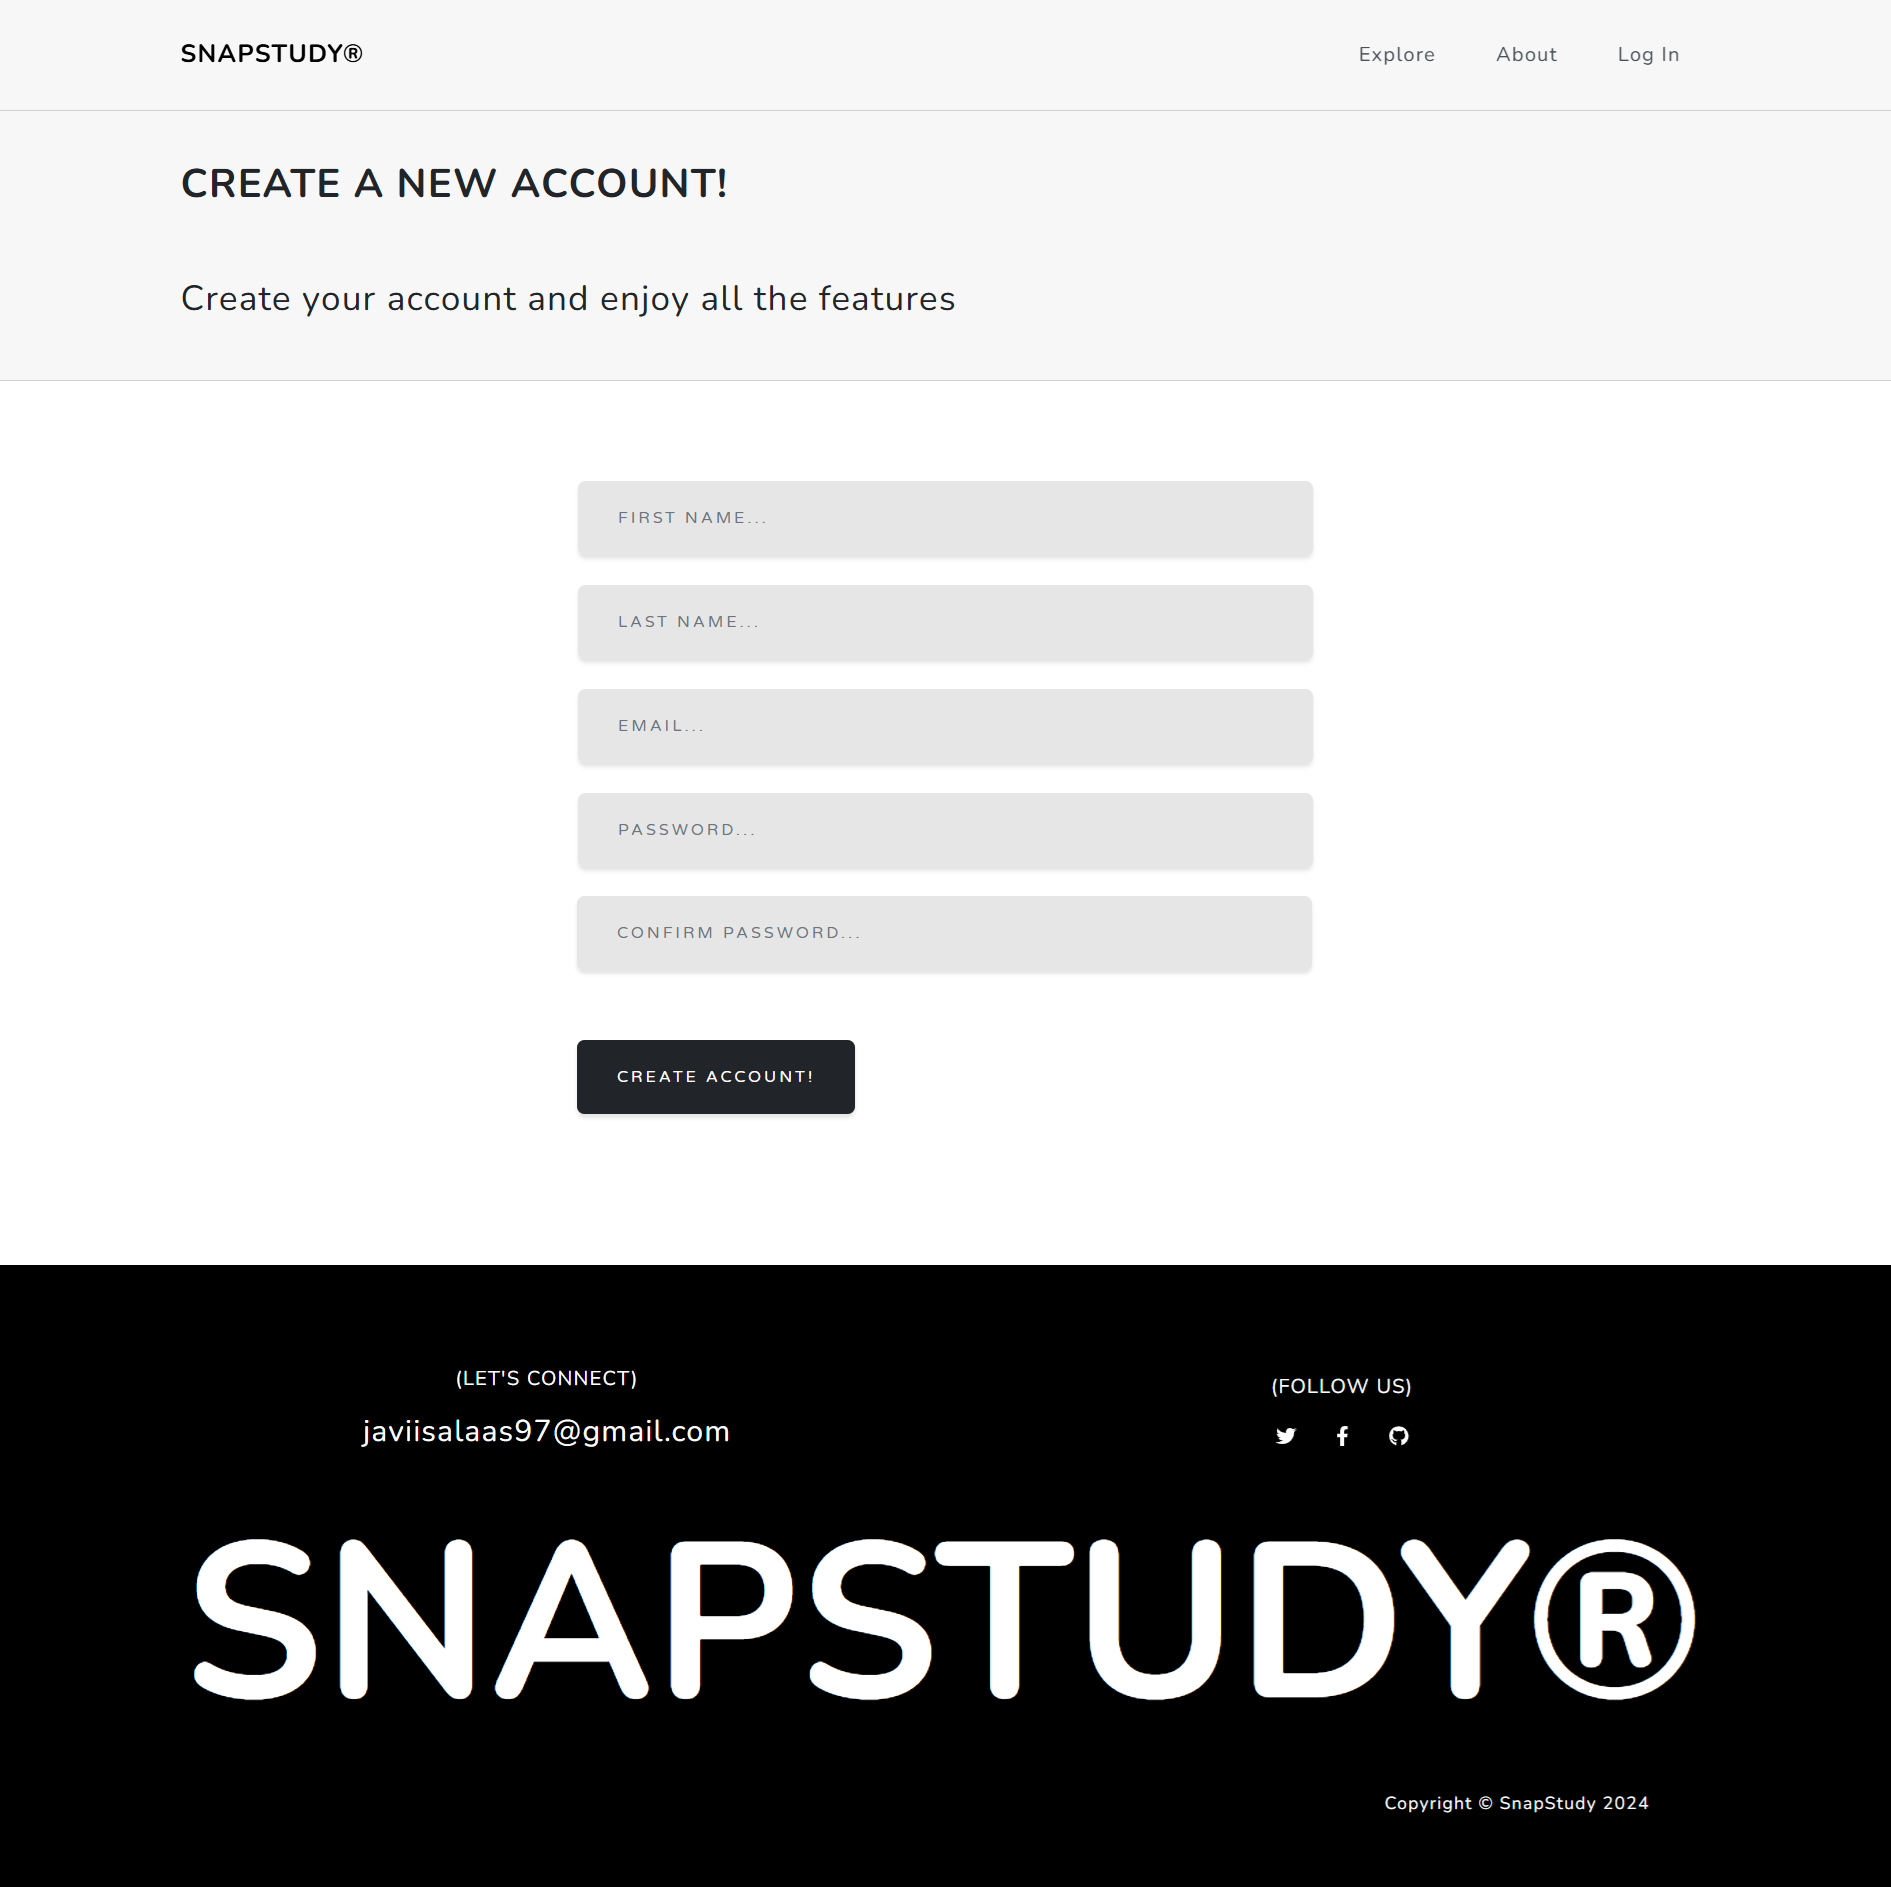 SNAPSTUDY®
Explore
About
Log In
CREATE A NEW ACCOUNT!
Create your account and enjoy all the features
FIRST NAME...
LAST NAME...
EMAIL...
PASSWORD...
CONFIRM PASSWORD...
CREATE ACCOUNT!
(LET'S CONNECT)
javiisalaas97@gmail.com
(FOLLOW US)
SNAPSTUDY®
Copyright © SnapStudy 2024